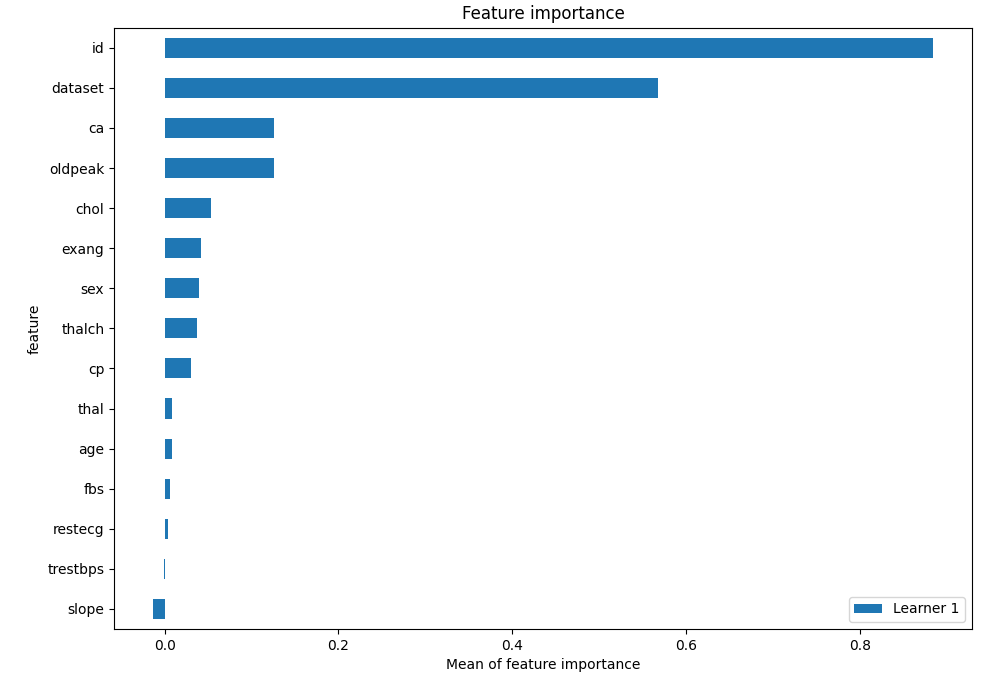 Feature importance
id
dataset
ca
oldpeak
chol
exang
sex
thalch
cp
thal
age
fbs
restecg
trestbps
slope
feature
Learner 1
0.0 0.2 0.4 0.6 0.8
Mean of feature importance